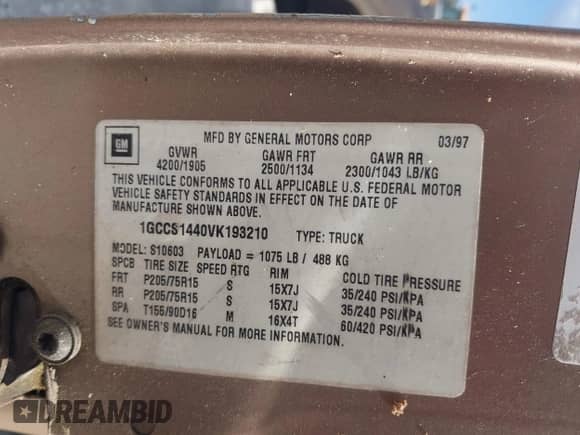 GM
MFD BY GENERAL MOTORS CORP 03/97
GVWR GAWR FRT GAWR RR
4200/1905 2500/1134 2300/1043 LB/KG
THIS VEHICLE CONFORMS TO ALL APPLICABLE U.S. FEDERAL MOTOR
VEHICLE SAFETY STANDARDS IN EFFECT ON THE DATE OF
MANUFACTURE SHOWN ABOVE.
1GCCS1440VK193210 TYPE: TRUCK
MODEL: S10603 PAYLOAD = 1075 LB / 488 KG
SPCB TIRE SIZE SPEED RTG RIM COLD TIRE PRESSURE
FRT P205/75R15 S 15X7J 35/240 PSI/KPA
RR P205/75R15 S 15X7J 35/240 PSI/KPA
SPA T155/90D16 M 16X4T 60/420 PSI/KPA
SEE OWNER'S MANUAL FOR MORE INFORMATION.
DREAMBID